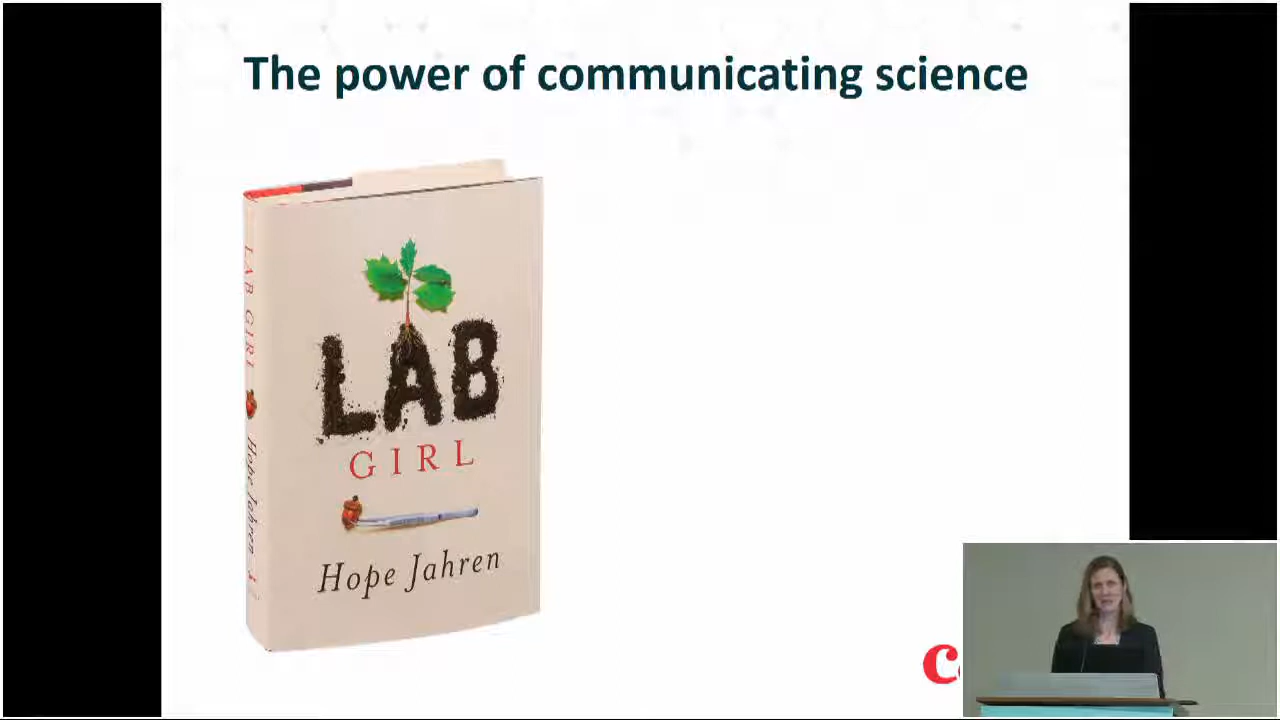 The power of communicating science
LAB GIRL
Hope Jahren
LAB
GIRL
Hope Jahren